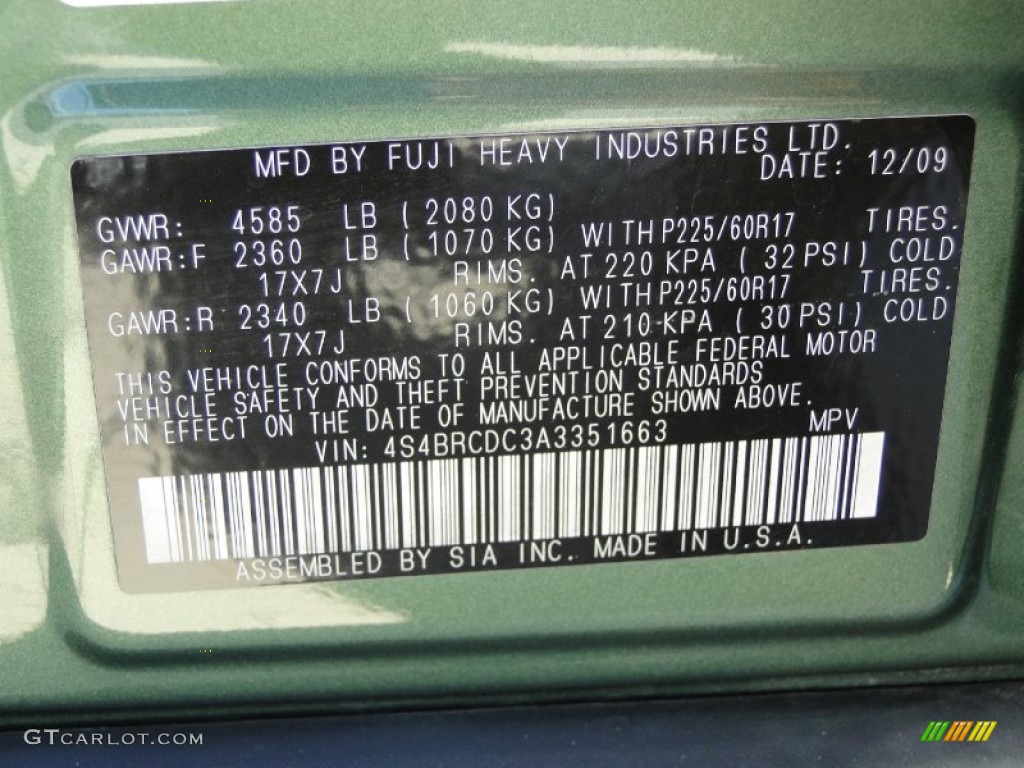 MFD BY FUJI HEAVY INDUSTRIES LTD.
DATE: 12/09
GVWR: 4585 LB ( 2080 KG)
GAWR:F 2360 LB ( 1070 KG) WITH P225/60R17 TIRES.
17X7J RIMS. AT 220 KPA ( 32 PSI) COLD
GAWR:R 2340 LB ( 1060 KG) WITH P225/60R17 TIRES.
17X7J RIMS. AT 210 KPA ( 30 PSI) COLD
THIS VEHICLE CONFORMS TO ALL APPLICABLE FEDERAL MOTOR
VEHICLE SAFETY AND THEFT PREVENTION STANDARDS
IN EFFECT ON THE DATE OF MANUFACTURE SHOWN ABOVE.
VIN: 4S4BRCDC3A3351663 MPV
ASSEMBLED BY SIA INC. MADE IN U.S.A.
GTCARLOT.COM